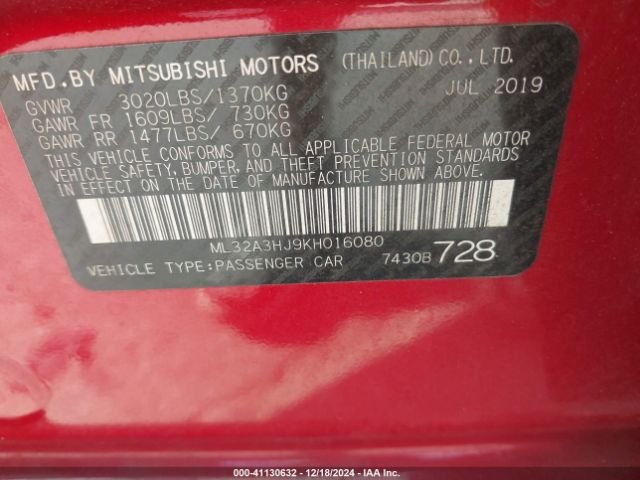 MFD.BY MITSUBISHI MOTORS (THAILAND)CO.,LTD.
GVWR 3020LBS/1370KG JUL 2019
GAWR FR 1609LBS/ 730KG
GAWR RR 1477LBS/ 670KG
THIS VEHICLE CONFORMS TO ALL APPLICABLE FEDERAL MOTOR
VEHICLE SAFETY, BUMPER, AND THEFT PREVENTION STANDARDS
IN EFFECT ON THE DATE OF MANUFACTURE SHOWN ABOVE.
ML32A3HJ9KH016080
VEHICLE TYPE:PASSENGER CAR 7430B 728
000-41130632 - 12/18/2024 - IAA Inc.